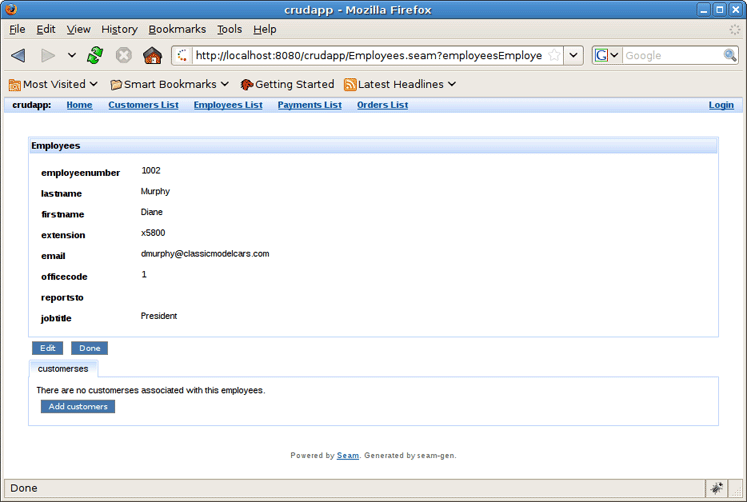 crudapp - Mozilla Firefox
File Edit View History Bookmarks Tools Help
http://localhost:8080/crudapp/Employees.seam?employeesEmploye
G Google
Most Visited Smart Bookmarks Getting Started Latest Headlines
crudapp: Home Customers List Employees List Payments List Orders List Login
Employees
employeenumber 1002
lastname Murphy
firstname Diane
extension x5800
email dmurphy@classicmodelcars.com
officecode 1
reportsto
jobtitle President
Edit Done
customerses
There are no customerses associated with this employees.
Add customers
Powered by Seam. Generated by seam-gen.
Done